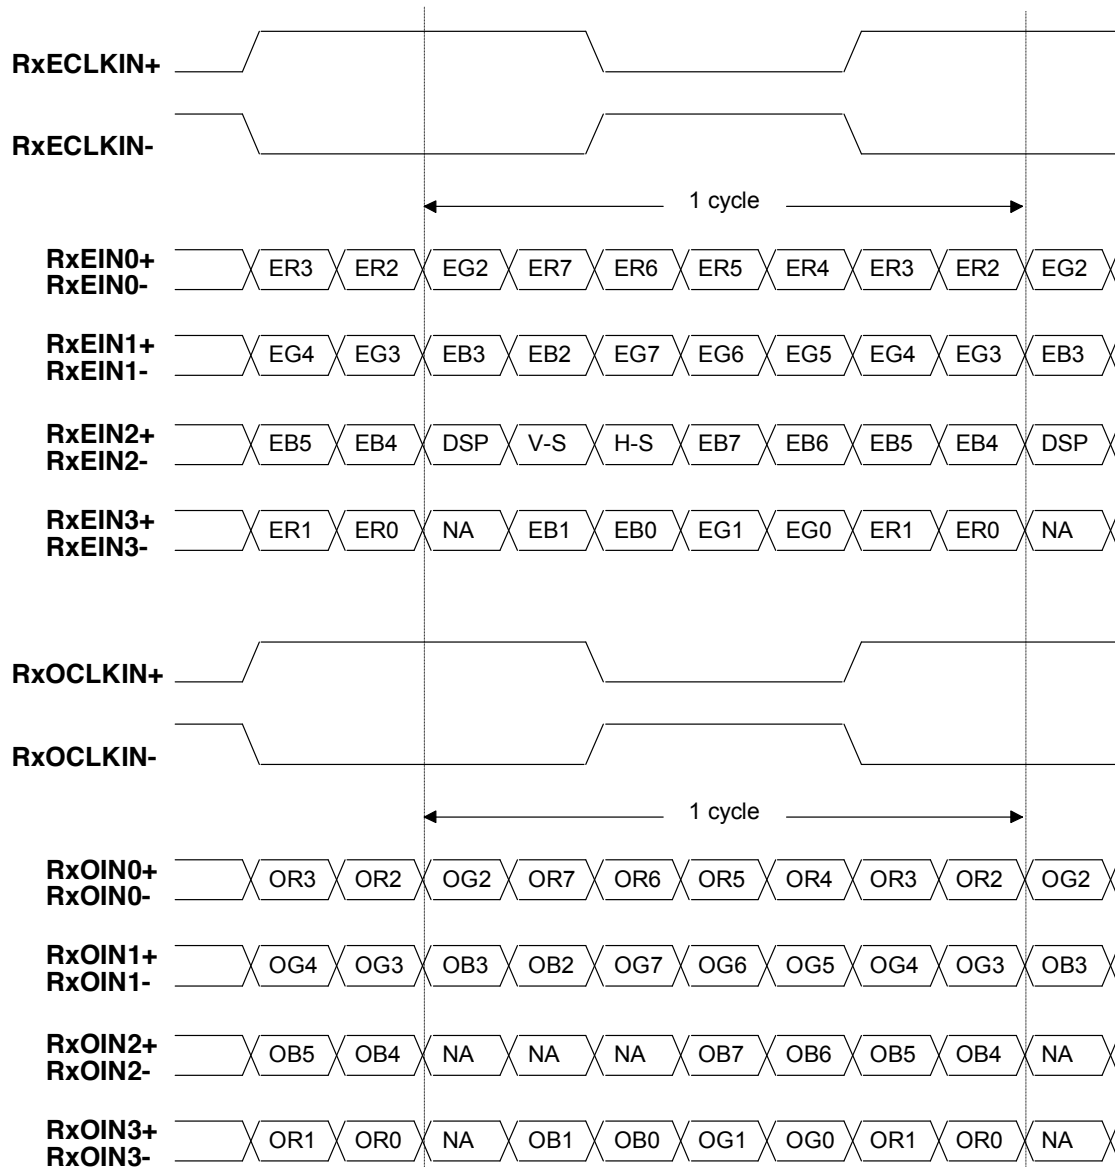 RxECLKIN+
RxECLKIN-
1 cycle
RxEIN0+
RxEIN0-
ER3 ER2 EG2 ER7 ER6 ER5 ER4 ER3 ER2 EG2
RxEIN1+
RxEIN1-
EG4 EG3 EB3 EB2 EG7 EG6 EG5 EG4 EG3 EB3
RxEIN2+
RxEIN2-
EB5 EB4 DSP V-S H-S EB7 EB6 EB5 EB4 DSP
RxEIN3+
RxEIN3-
ER1 ER0 NA EB1 EB0 EG1 EG0 ER1 ER0 NA
RxOCLKIN+
RxOCLKIN-
1 cycle
RxOIN0+
RxOIN0-
OR3 OR2 OG2 OR7 OR6 OR5 OR4 OR3 OR2 OG2
RxOIN1+
RxOIN1-
OG4 OG3 OB3 OB2 OG7 OG6 OG5 OG4 OG3 OB3
RxOIN2+
RxOIN2-
OB5 OB4 NA NA NA OB7 OB6 OB5 OB4 NA
RxOIN3+
RxOIN3-
OR1 OR0 NA OB1 OB0 OG1 OG0 OR1 OR0 NA